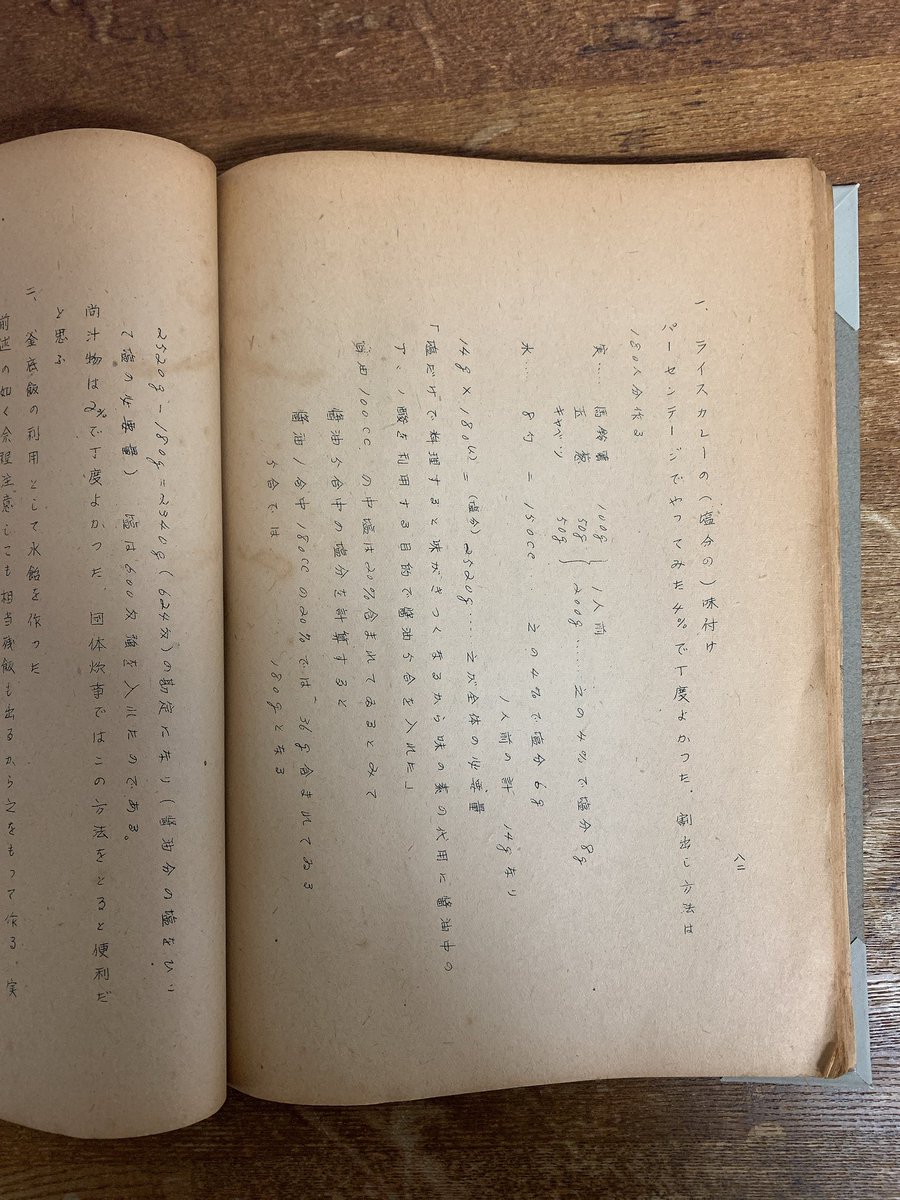 八二
一、ライスカレーの（塩分の）味付け
パーセンテージでやってみた4%で丁度よかった．割出し方法は
180人分作る
実…… 馬鈴薯 100g
玉葱 50g
キャベツ 50g
｝200g …… 1人前 之の4%で塩分8g
水…… 8勺 = 150cc… 之の4%で塩分6g
1人前の計 14gなり
14g×180(人)=(塩分)2520g…… 之が全体の必要量
「塩だけで料理すると味がきつくなるから味の素の代用に醤油中の
アミノ酸を利用する目的で醤油5合を入れた」
醤油100cc の中塩は20%含まれてゐるとみて
醤油5合中の塩分を計算すると
醤油1合中180ccの20%では 36g含まれてゐる
5合では 180gとなる
2520g－180g＝2340g（624匁）の勘定になり（醤油分の塩をひい
て塩の必要量） 塩は600匁強を入れたのである。
尚汁物は2%で丁度よかった．団体炊事ではこの方法をとると便利だ
と思ふ
二、釜底飯の利用として水飴を作った
前述の如く余程注意しても相当残飯も出るから之をもって作る．実